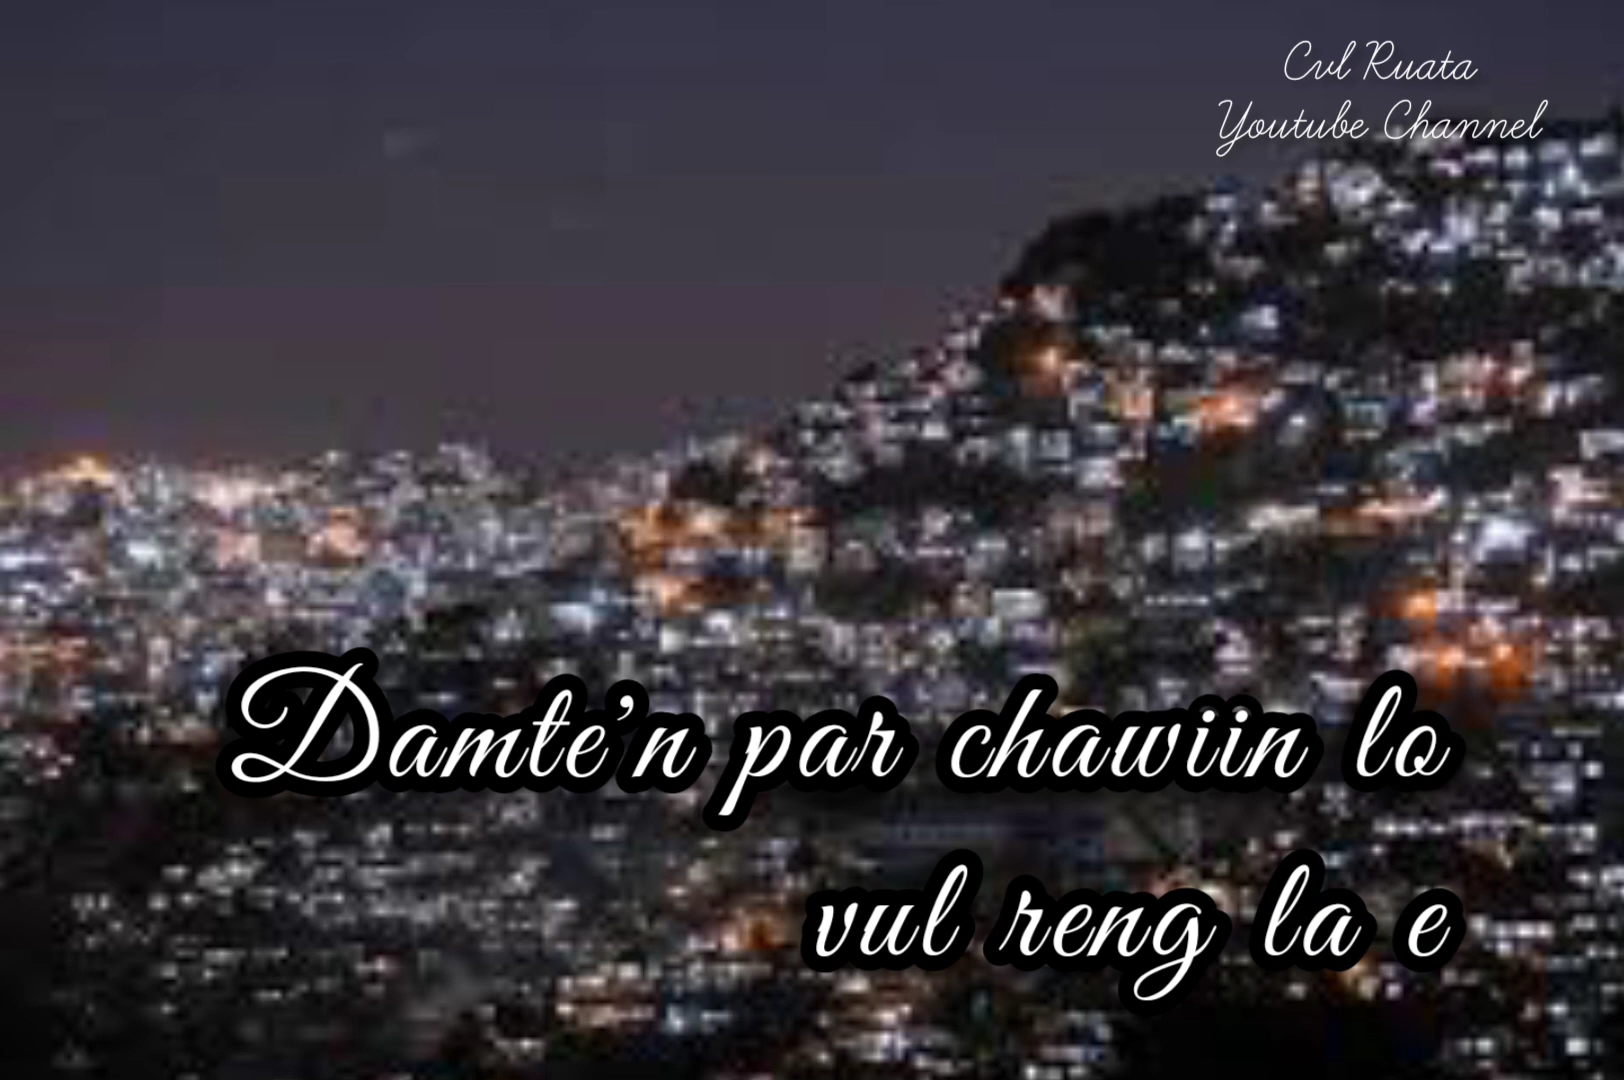 Cvl Ruata
Youtube Channel
Damte’n par chawiin lo
vul reng la e